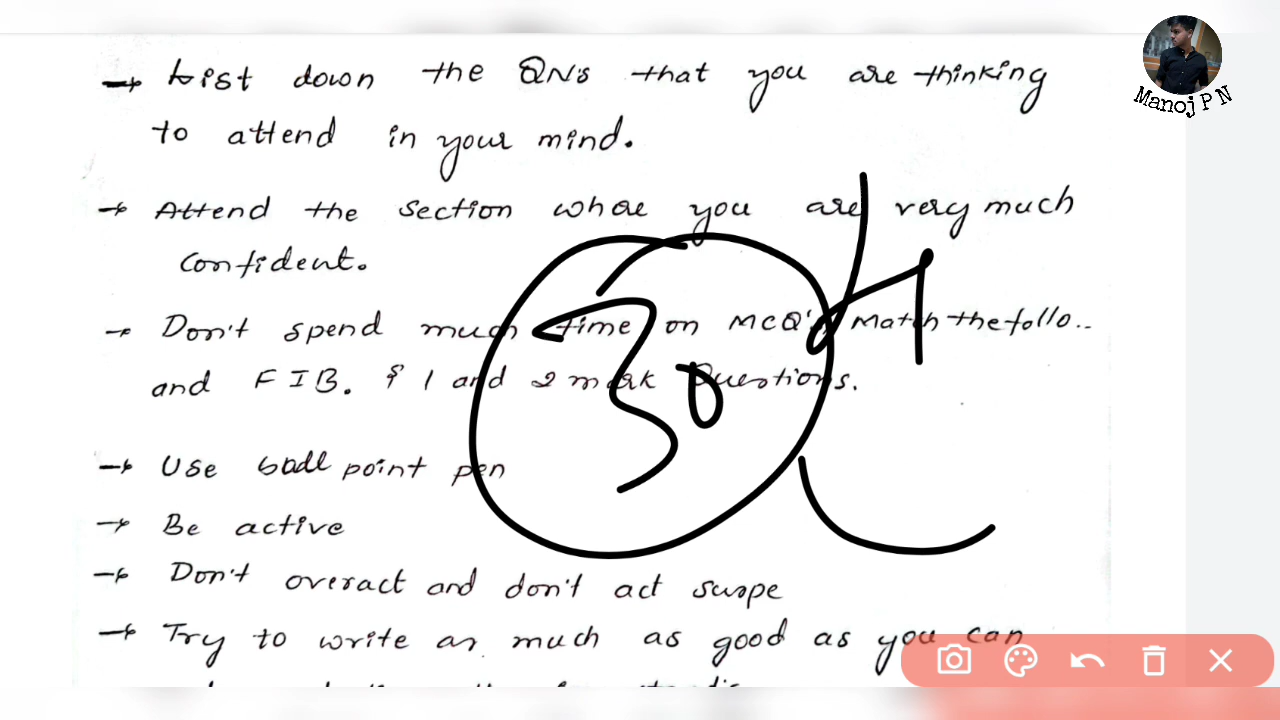 → List down the QNs that you are thinking
to attend in your mind.
Manoj P N
→ Attend the section where you are very much
confident.
→ Don't spend much time on MCQ's, Match the follo..
and FIB. & 1 and 2 mark Questions.
30
→ Use ball point pen
→ Be active
→ Don't overact and don't act
→ Try to write as much as good as you can